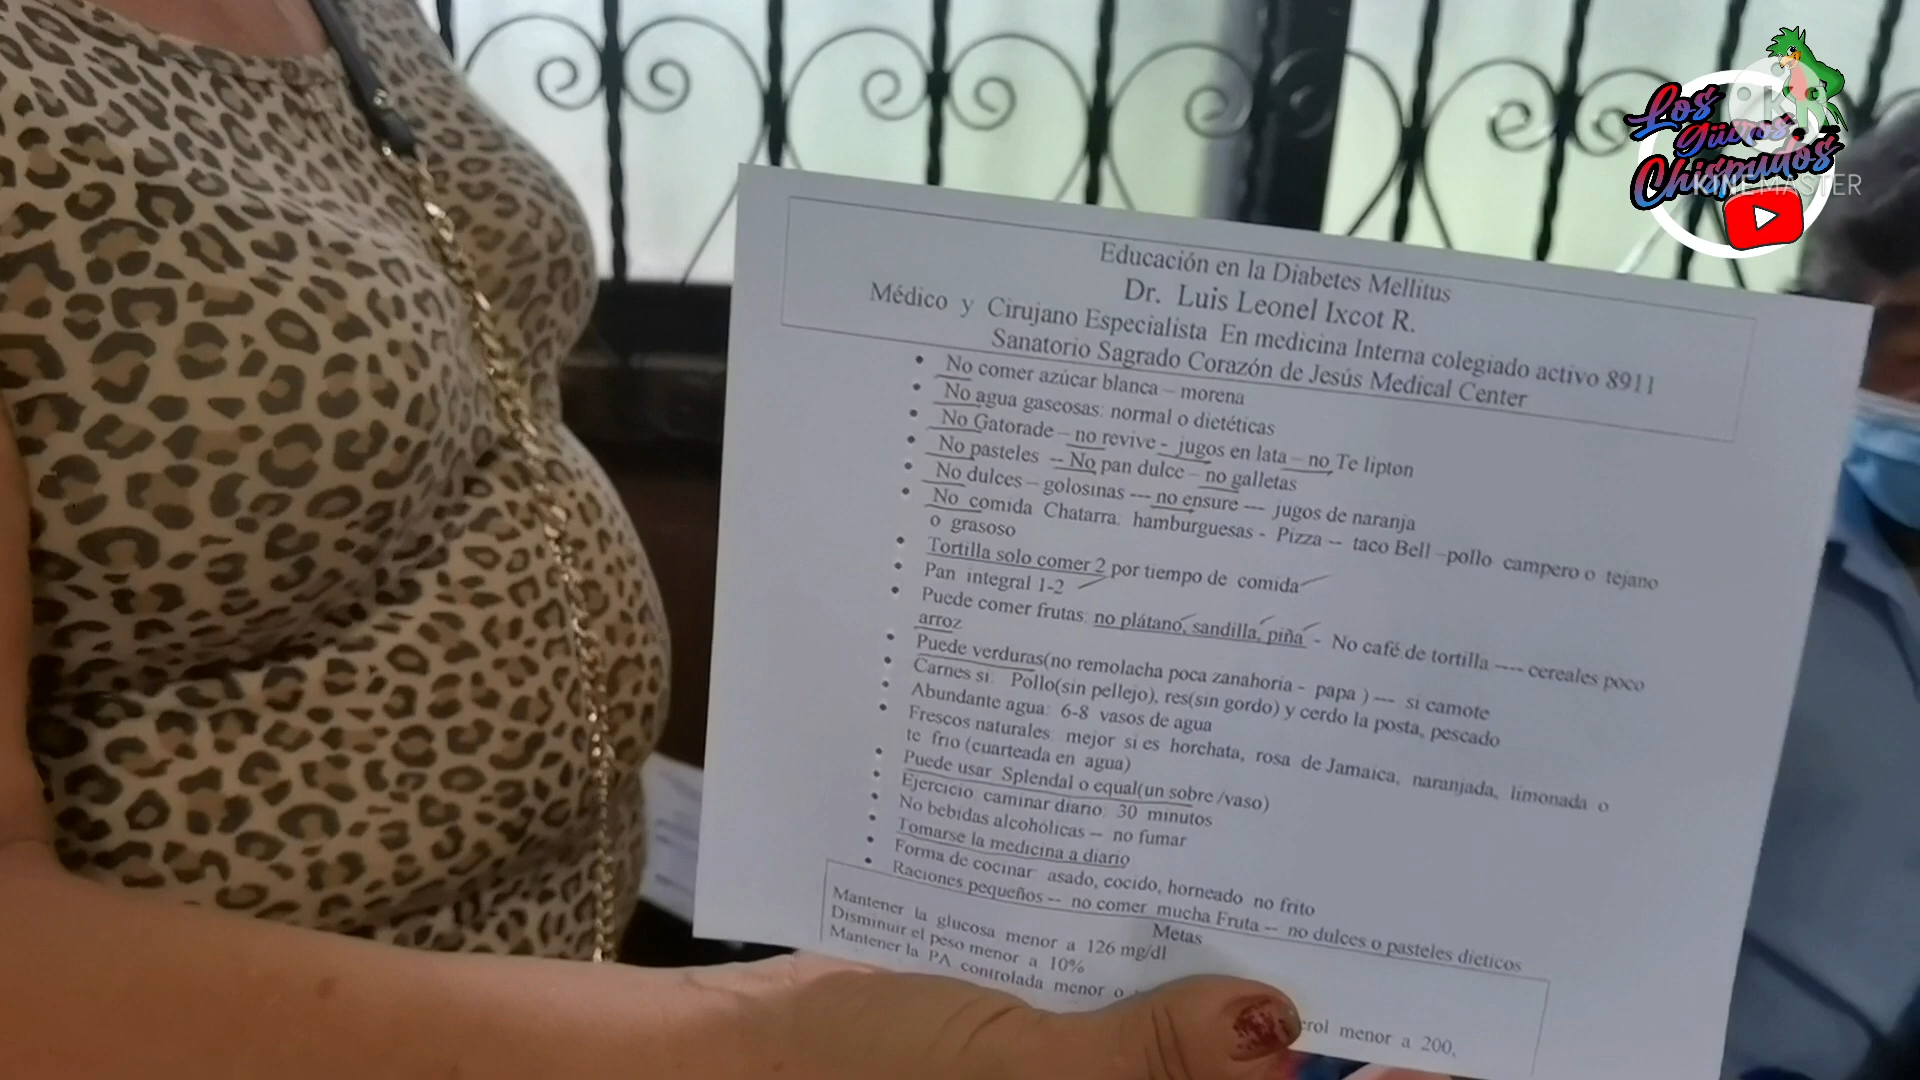 Los
güiros
Chispudos
KINEMASTER
Educación en la Diabetes Mellitus
Dr. Luis Leonel Ixcot R.
Médico y Cirujano Especialista En medicina Interna colegiado activo 8911
Sanatorio Sagrado Corazón de Jesús Medical Center
• No comer azúcar blanca – morena
• No agua gaseosas: normal o dietéticas
• No Gatorade – no revive - jugos en lata – no Te lipton
• No pasteles -- No pan dulce – no galletas
• No dulces – golosinas --- no ensure --- jugos de naranja
• No comida Chatarra: hamburguesas - Pizza -- taco Bell –pollo campero o tejano
o grasoso
• Tortilla solo comer 2 por tiempo de comida
• Pan integral 1-2
• Puede comer frutas: no plátano, sandilla, piña - No café de tortilla ---- cereales poco
arroz
• Puede verduras(no remolacha poca zanahoria - papa ) --- si camote
• Carnes si: Pollo(sin pellejo), res(sin gordo) y cerdo la posta, pescado
• Abundante agua: 6-8 vasos de agua
• Frescos naturales mejor si es horchata, rosa de Jamaica, naranjada, limonada o
te frio (cuarteada en agua)
• Puede usar Splendal o equal(un sobre /vaso)
• Ejercicio caminar diario: 30 minutos
• No bebidas alcohólicas – no fumar
• Tomarse la medicina a diario
• Forma de cocinar: asado, cocido, horneado no frito
• Raciones pequeños -- no comer mucha Fruta -- no dulces o pasteles dieticos
Metas
Mantener la glucosa menor a 126 mg/dl
Disminuir el peso menor a 10%
Mantener la PA controlada menor o
menor a 200,